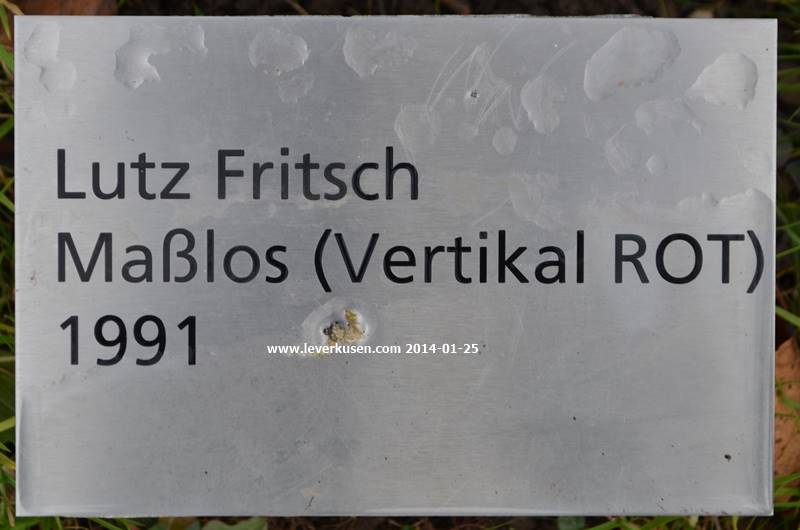 Lutz Fritsch
Maßlos (Vertikal ROT)
1991
www.leverkusen.com 2014-01-25